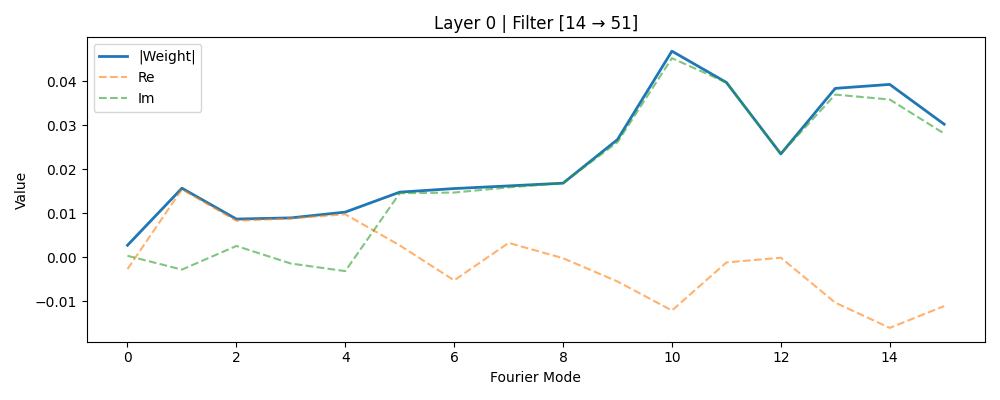 Layer 0 | Filter [14 → 51]
|Weight|
Re
Im
Value
0.04
0.03
0.02
0.01
0.00
−0.01
0 2 4 6 8 10 12 14
Fourier Mode